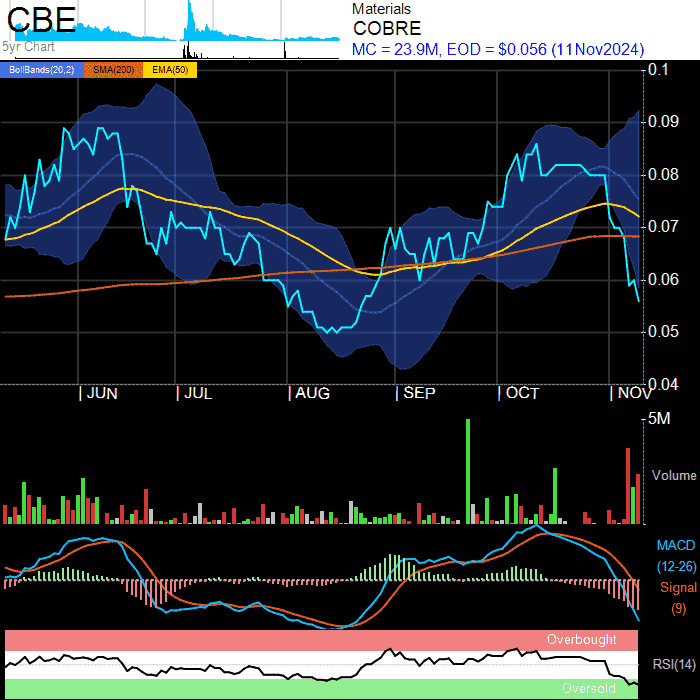 CBE
5yr Chart
Materials
COBRE
MC = 23.9M, EOD = $0.056 (11Nov2024)
BollBands(20,2) SMA(200) EMA(50)
0.1
0.09
0.08
0.07
0.06
0.05
0.04
JUN JUL AUG SEP OCT NOV
5M
Volume
MACD
(12-26)
Signal
(9)
Overbought
RSI(14)
Oversold